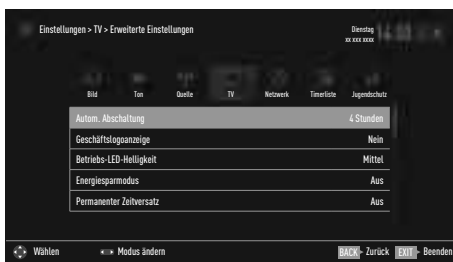 Einstellungen > TV > Erweiterte Einstellungen
Dienstag
xx xxx xxxx
Bild Ton Quelle TV Netzwerk Timerliste Jugendschutz
Autom. Abschaltung 4 Stunden
Geschäftslogoanzeige Nein
Betriebs-LED-Helligkeit Mittel
Energiesparmodus Aus
Permanenter Zeitversatz Aus
Wählen Modus ändern BACK Zurück EXIT Beenden